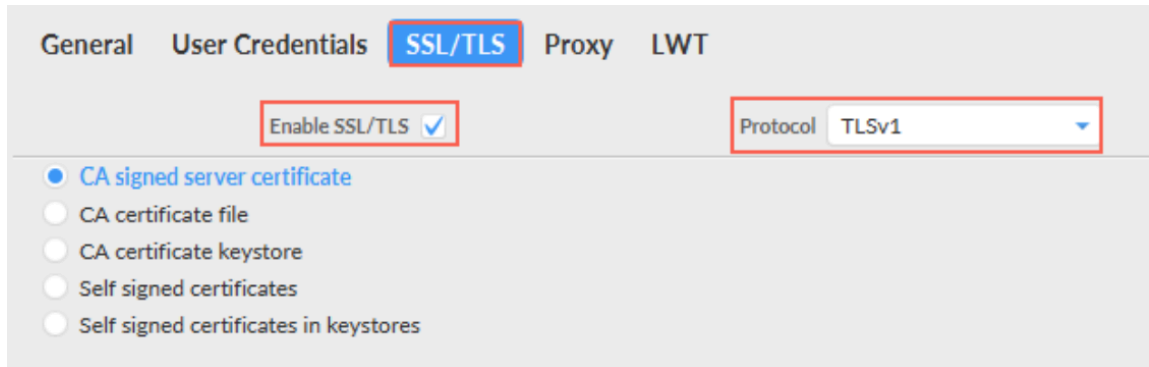 General User Credentials SSL/TLS Proxy LWT
Enable SSL/TLS Protocol TLSv1
CA signed server certificate
CA certificate file
CA certificate keystore
Self signed certificates
Self signed certificates in keystores